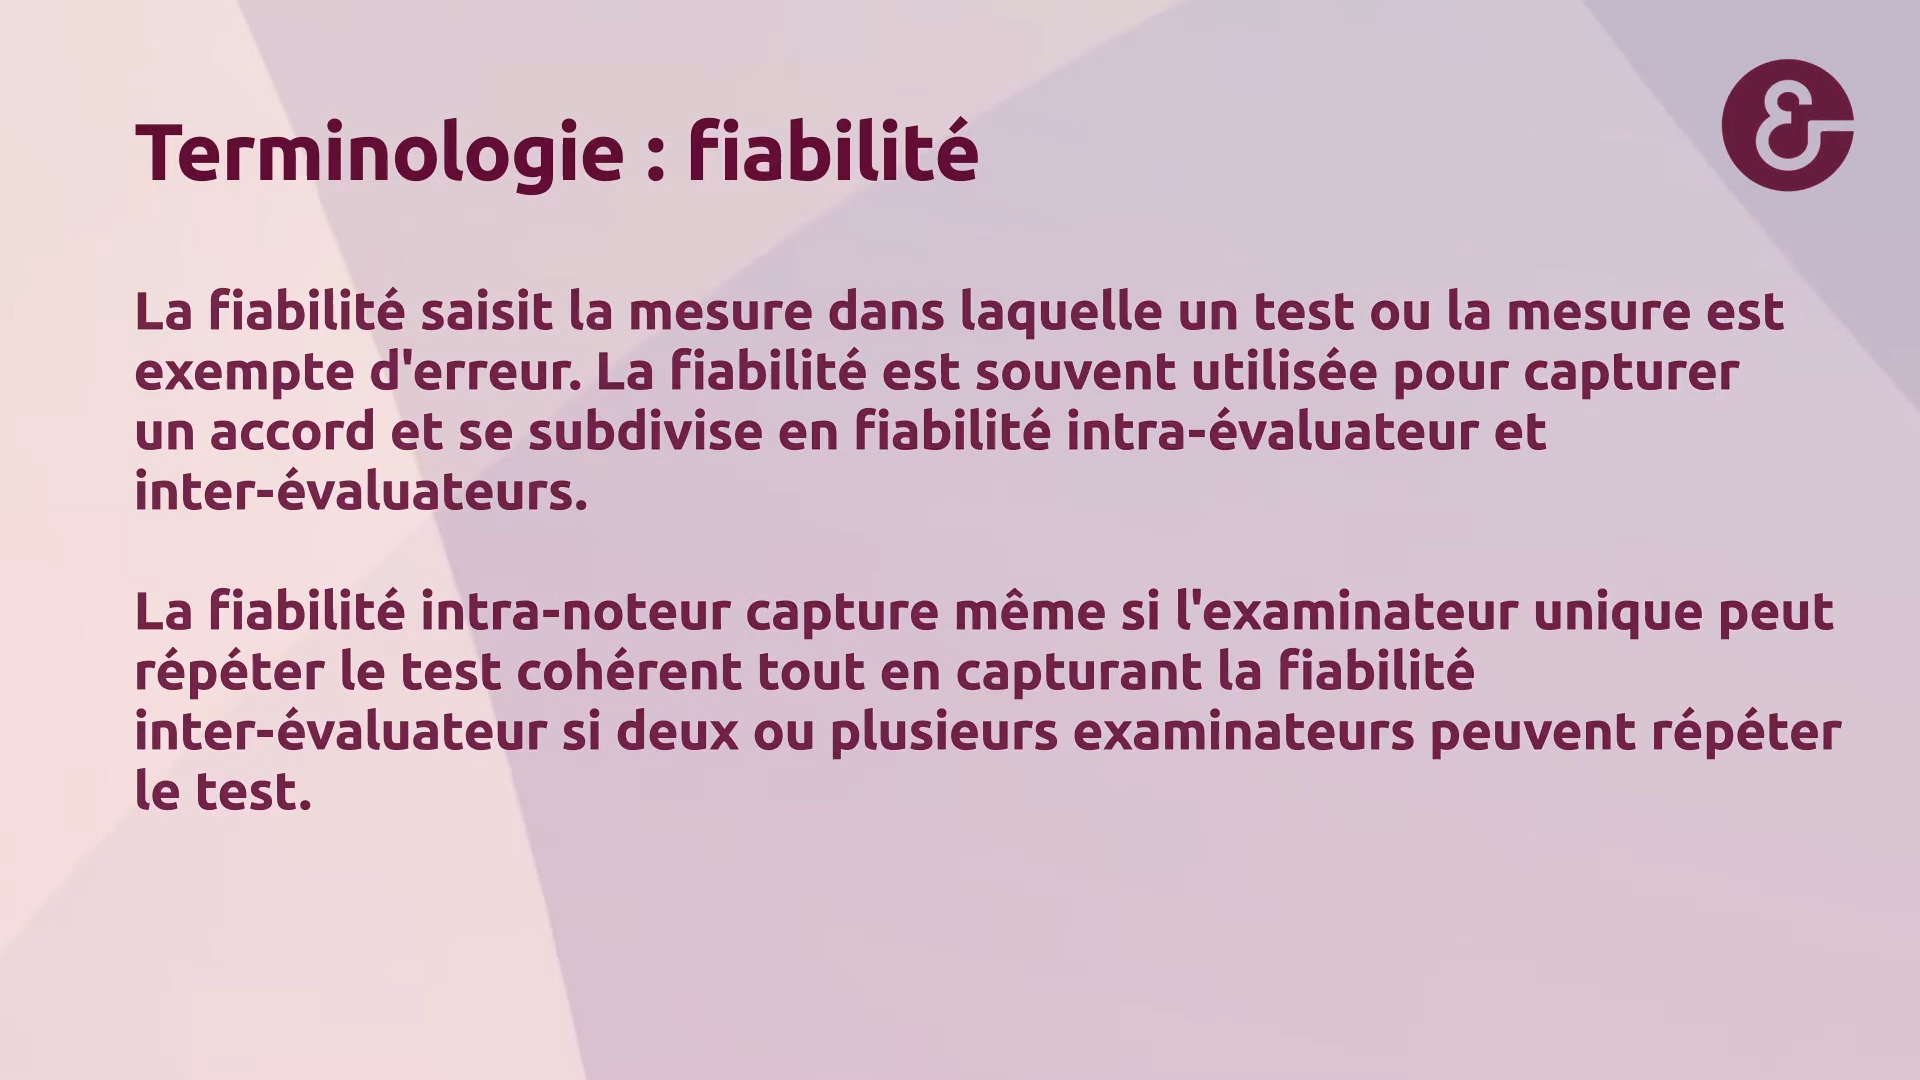 Terminologie : fiabilité
La fiabilité saisit la mesure dans laquelle un test ou la mesure est
exempte d'erreur. La fiabilité est souvent utilisée pour capturer
un accord et se subdivise en fiabilité intra-évaluateur et
inter-évaluateurs.
La fiabilité intra-noteur capture même si l'examinateur unique peut
répéter le test cohérent tout en capturant la fiabilité
inter-évaluateur si deux ou plusieurs examinateurs peuvent répéter
le test.